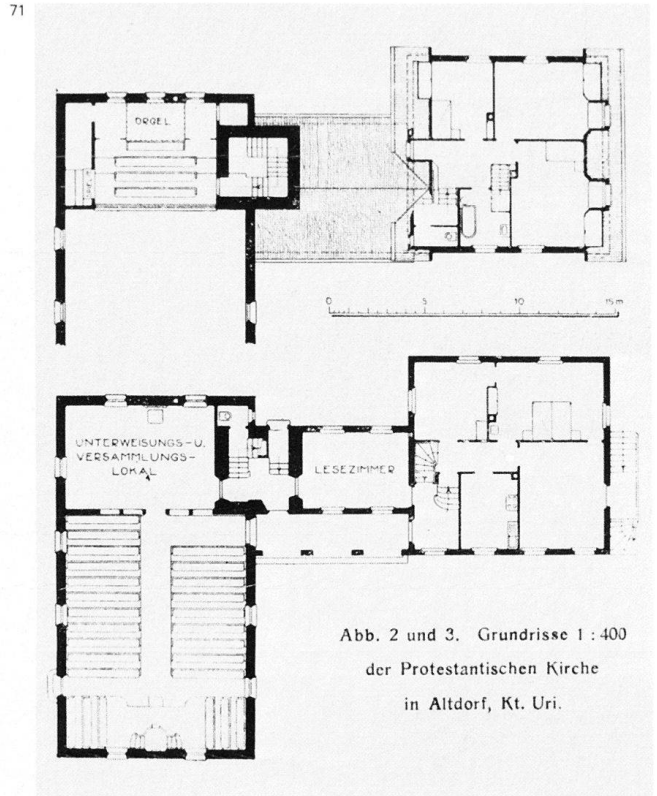 71
ORGEL
0 5 10 15 m
UNTERWEISUNGS-U.
VERSAMMLUNGS-
LOKAL
LESEZIMMER
Abb. 2 und 3. Grundrisse 1 : 400
der Protestantischen Kirche
in Altdorf, Kt. Uri.